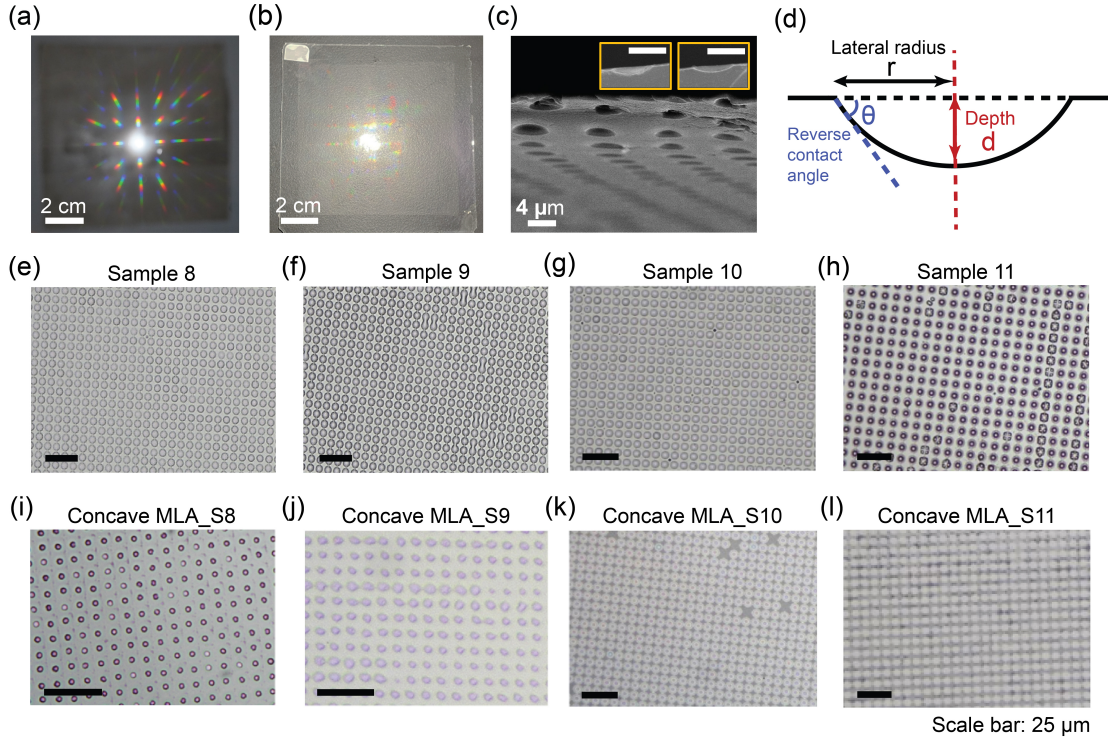 (a)
(b)
(c)
(d)
2 cm
2 cm
4 µm
Lateral radius
r
θ
Depth
d
Reverse
contact
angle
(e)
Sample 8
(f)
Sample 9
(g)
Sample 10
(h)
Sample 11
(i)
Concave MLA_S8
(j)
Concave MLA_S9
(k)
Concave MLA_S10
(l)
Concave MLA_S11
Scale bar: 25 µm